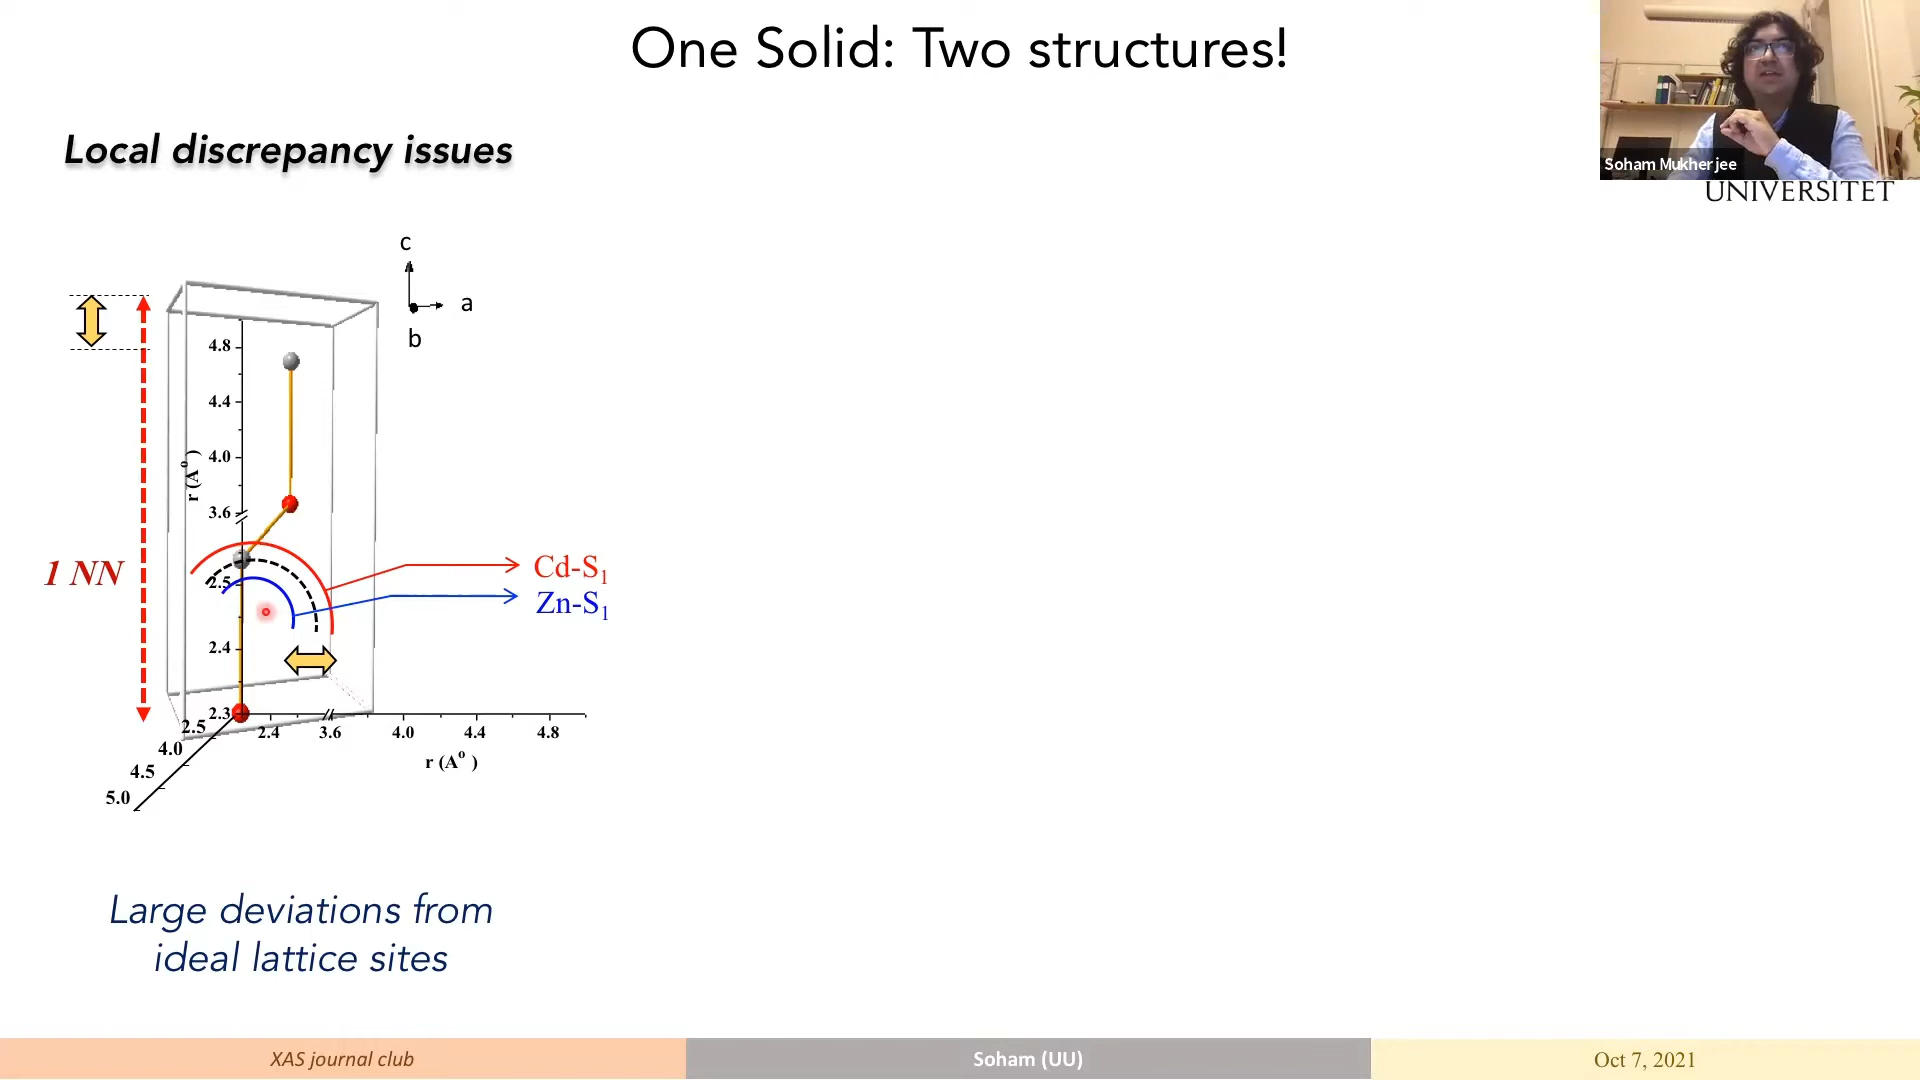 One Solid: Two structures!
Soham Mukherjee
UNIVERSITET
Local discrepancy issues
c
a
b
4.8
4.4
4.0
3.6
r (A° )
1 NN
2.5
2.4
2.3
Cd-S1
Zn-S1
2.5
4.0
4.5
5.0
2.4
3.6
4.0
4.4
4.8
r (A° )
Large deviations from
ideal lattice sites
XAS journal club
Soham (UU)
Oct 7, 2021